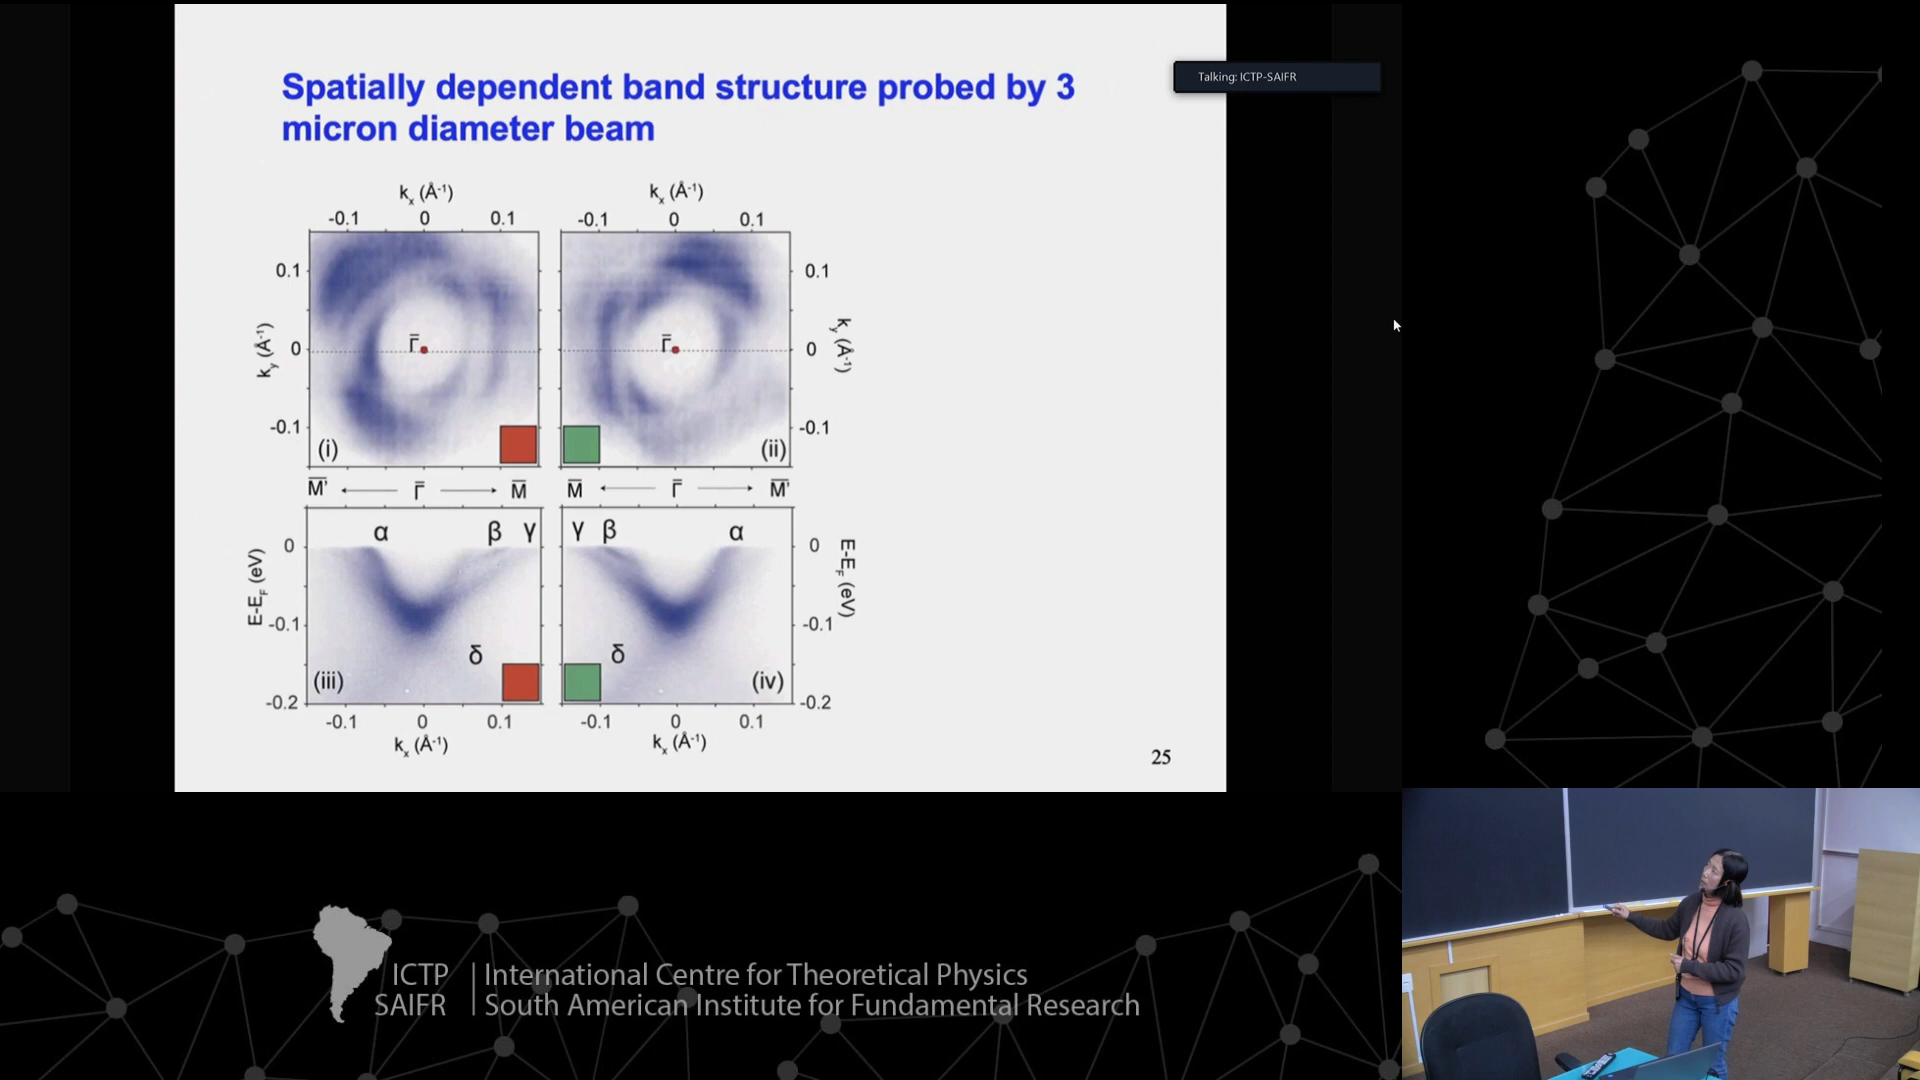 Spatially dependent band structure probed by 3
micron diameter beam
Talking: ICTP-SAIFR
kx (Å-1)
kx (Å-1)
-0.1 0 0.1
-0.1 0 0.1
0.1
0
-0.1
ky (Å-1)
Γ̅
(i)
Γ̅
(ii)
0.1
0
-0.1
ky (Å-1)
M̅' Γ̅ M̅
M̅ Γ̅ M̅'
α β γ
γ β α
0
-0.1
-0.2
E-EF (eV)
δ
(iii)
δ
(iv)
0
-0.1
-0.2
E-EF (eV)
-0.1 0 0.1
-0.1 0 0.1
kx (Å-1)
kx (Å-1)
25
ICTP
SAIFR
International Centre for Theoretical Physics
South American Institute for Fundamental Research